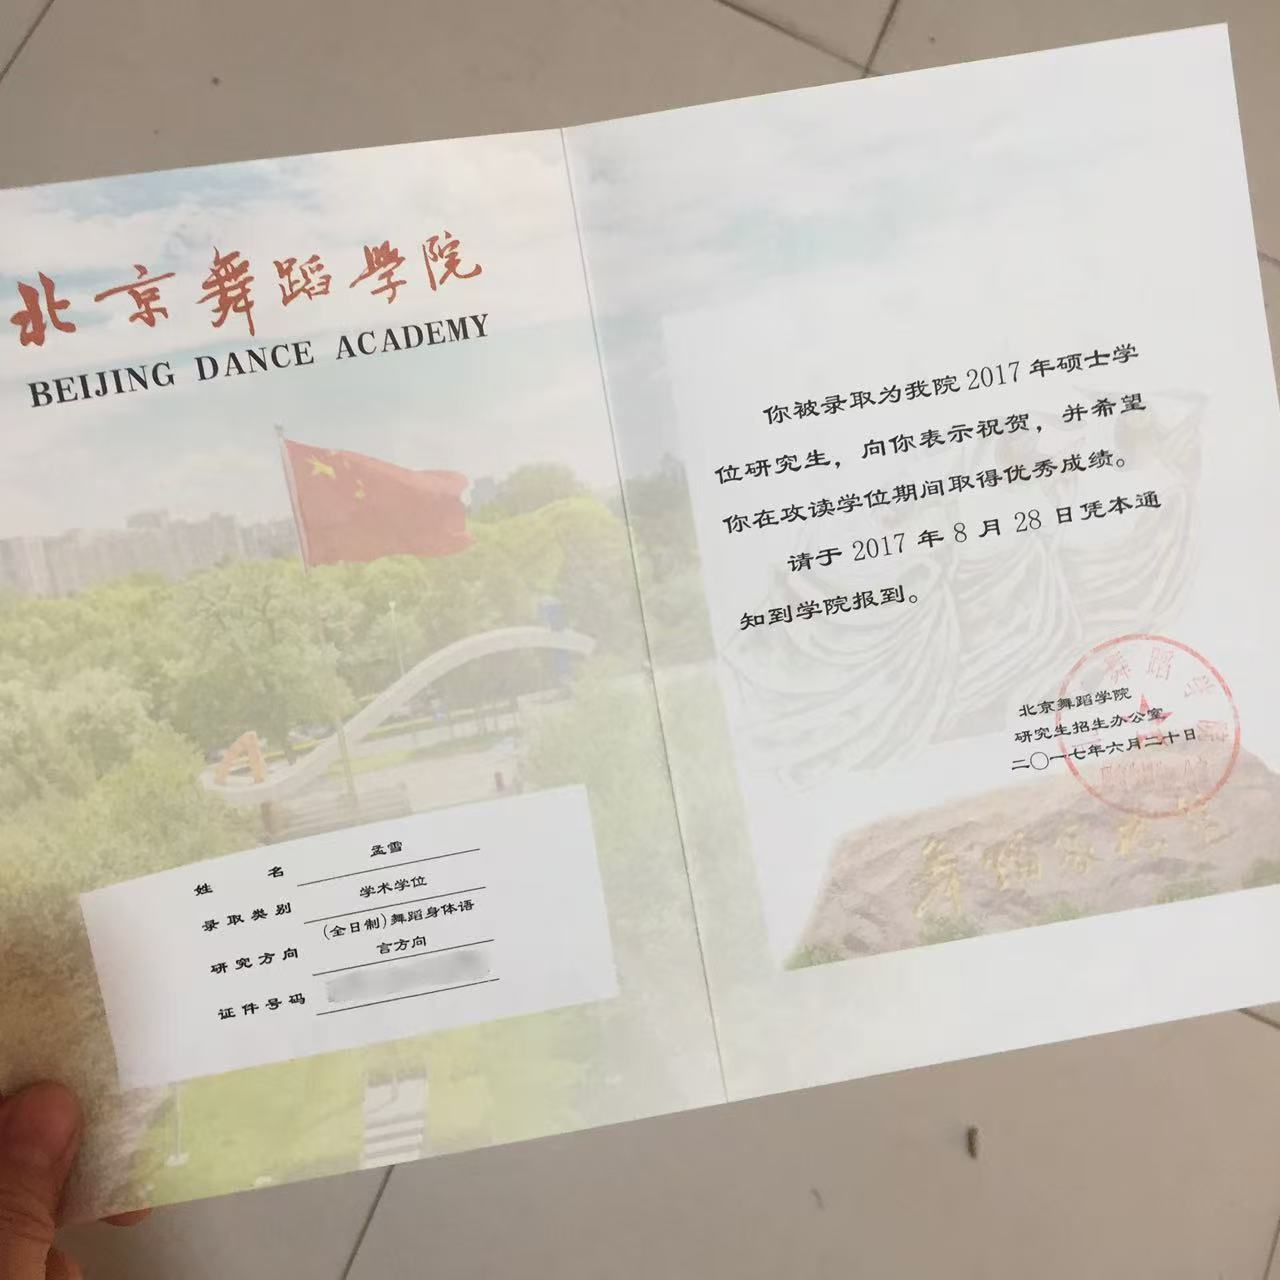 北京舞蹈学院
BEIJING DANCE ACADEMY
姓名 孟雪
录取类别 学术学位
研究方向 (全日制)舞蹈身体语
言方向
证件号码
你被录取为我院2017年硕士学
位研究生，向你表示祝贺，并希望
你在攻读学位期间取得优秀成绩。
请于2017年8月28日凭本通
知到学院报到。
北京舞蹈学院
研究生招生办公室
二〇一七年六月二十日